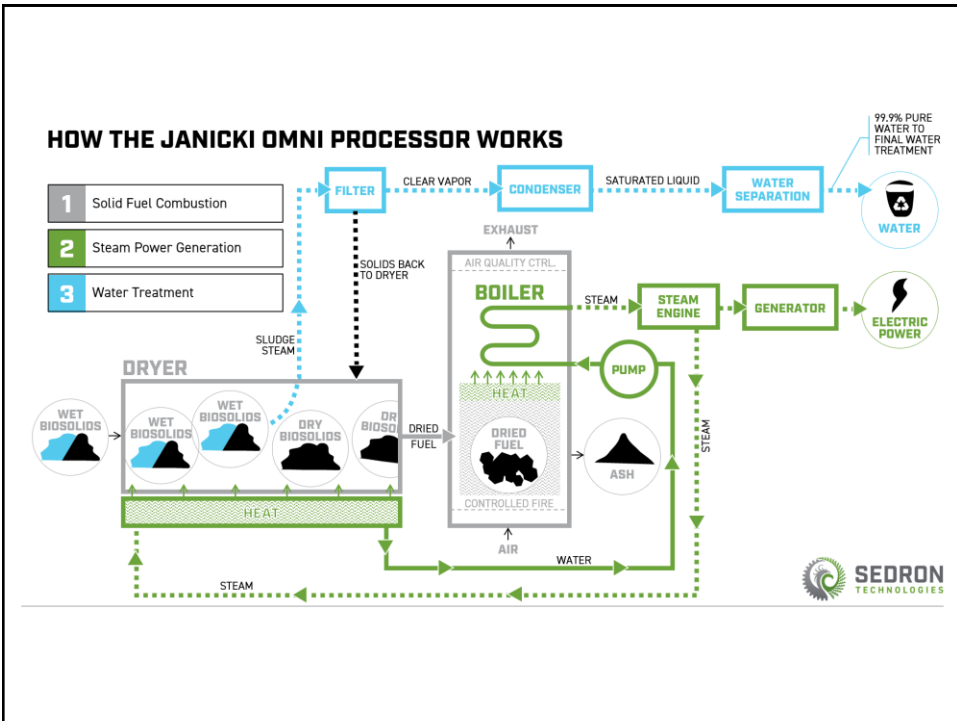 HOW THE JANICKI OMNI PROCESSOR WORKS
99.9% PURE
WATER TO
FINAL WATER
TREATMENT
1 Solid Fuel Combustion
2 Steam Power Generation
3 Water Treatment
FILTER
CLEAR VAPOR
CONDENSER
SATURATED LIQUID
WATER
SEPARATION
WATER
SOLIDS BACK
TO DRYER
SLUDGE
STEAM
EXHAUST
AIR QUALITY CTRL.
BOILER
STEAM
STEAM
ENGINE
GENERATOR
ELECTRIC
POWER
PUMP
HEAT
DRYER
WET
BIOSOLIDS
WET
BIOSOLIDS
WET
BIOSOLIDS
DRY
BIOSOLIDS
DR
BIOSOL
HEAT
DRIED
FUEL
DRIED
FUEL
CONTROLLED FIRE
AIR
ASH
STEAM
WATER
STEAM
SEDRON
TECHNOLOGIES